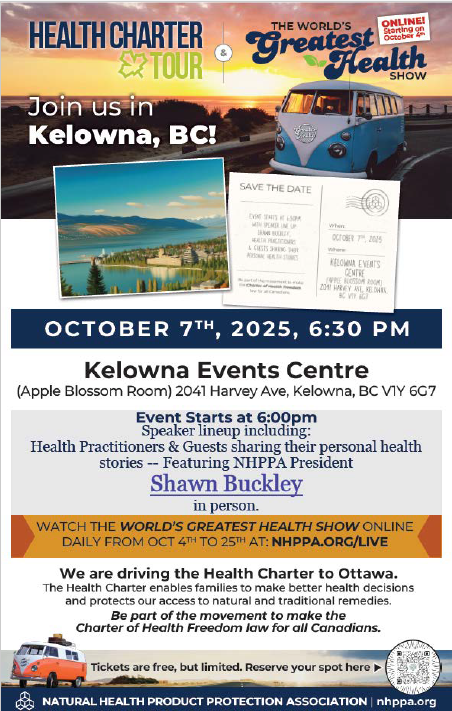 HEALTH CHARTER
TOUR
&
THE WORLD'S
Greatest
Health
SHOW
ONLINE!
Starting on
October 4th
Join us in
Kelowna, BC!
SAVE THE DATE
EVENT STARTS AT 6:30PM
WITH SPEAKER LINE UP
SHAWN BUCKLEY,
HEALTH PRACTITIONERS
& GUESTS SHARING THEIR
PERSONAL HEALTH STORIES
When:
OCTOBER 7TH, 2025
Where:
KELOWNA EVENTS
CENTRE
(APPLE BLOSSOM ROOM)
2041 HARVEY AVE, KELOWNA,
BC V1Y 6G7
OCTOBER 7TH, 2025, 6:30 PM
Kelowna Events Centre
(Apple Blossom Room) 2041 Harvey Ave, Kelowna, BC V1Y 6G7
Event Starts at 6:00pm
Speaker lineup including:
Health Practitioners & Guests sharing their personal health
stories -- Featuring NHPPA President
Shawn Buckley
in person.
WATCH THE WORLD'S GREATEST HEALTH SHOW ONLINE
DAILY FROM OCT 4TH TO 25TH AT: NHPPA.ORG/LIVE
We are driving the Health Charter to Ottawa.
The Health Charter enables families to make better health decisions
and protects our access to natural and traditional remedies.
Be part of the movement to make the
Charter of Health Freedom law for all Canadians.
Tickets are free, but limited. Reserve your spot here
NATURAL HEALTH PRODUCT PROTECTION ASSOCIATION | nhppa.org